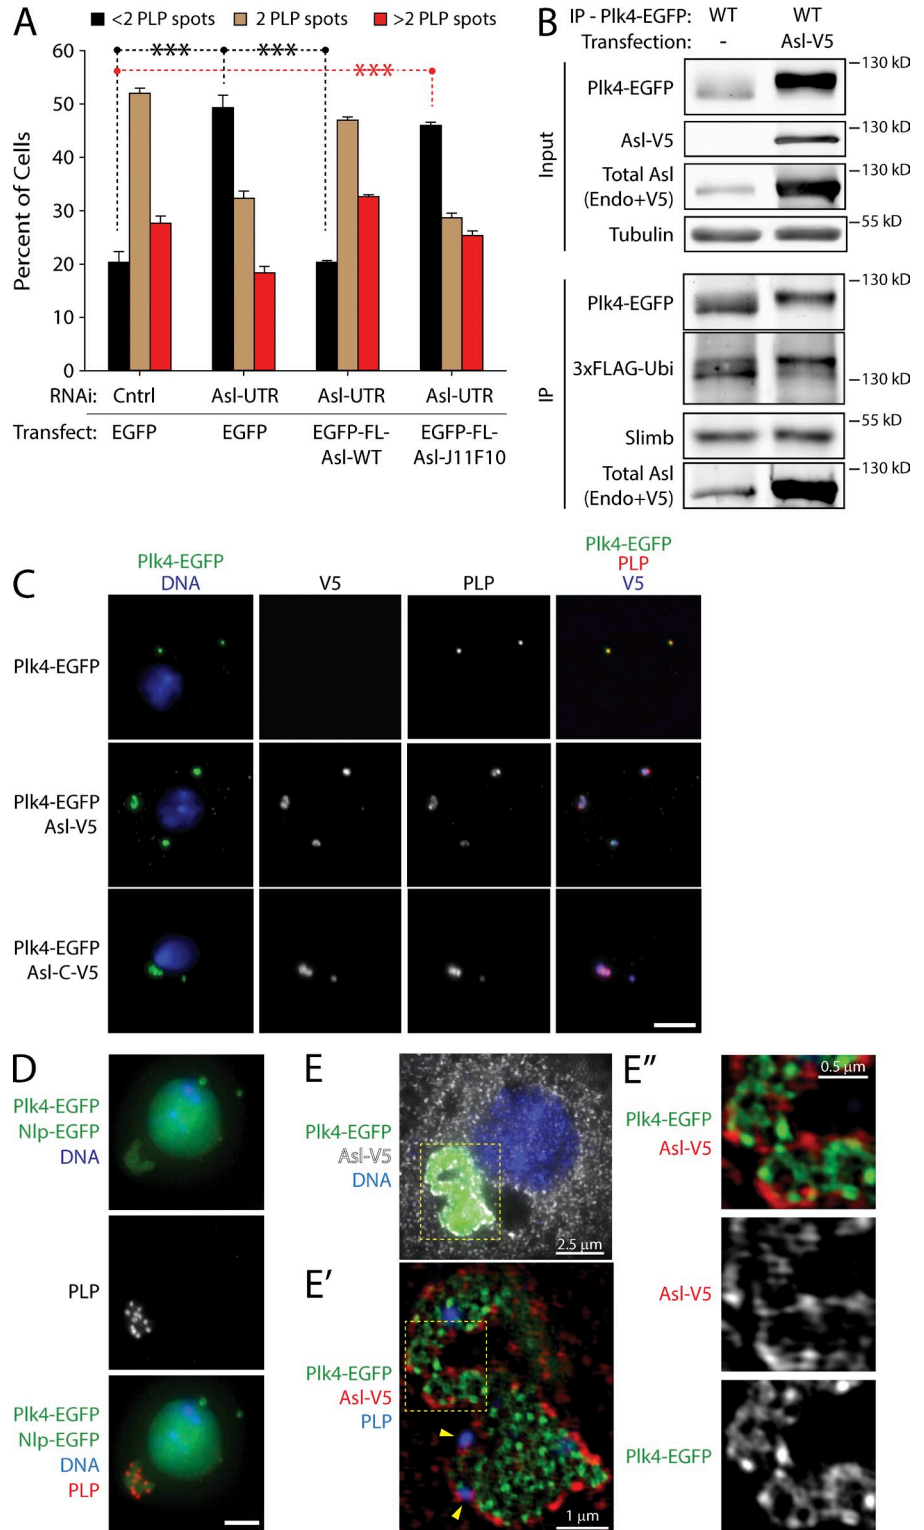 A
<2 PLP spots
2 PLP spots
>2 PLP spots
60
50
40
30
20
10
0
Percent of Cells
***
***
***
RNAi: Cntrl Asl-UTR Asl-UTR Asl-UTR
Transfect: EGFP EGFP EGFP-FL- EGFP-FL-
Asl-WT Asl-J11F10
B
IP - Plk4-EGFP: WT WT
Transfection: - Asl-V5
Input
Plk4-EGFP
130 kD
Asl-V5
130 kD
Total Asl
(Endo+V5)
130 kD
Tubulin
55 kD
IP
Plk4-EGFP
130 kD
3xFLAG-Ubi
130 kD
Slimb
55 kD
Total Asl
(Endo+V5)
130 kD
C
Plk4-EGFP
DNA
V5
PLP
Plk4-EGFP
PLP
V5
Plk4-EGFP
Plk4-EGFP
Asl-V5
Plk4-EGFP
Asl-C-V5
D
Plk4-EGFP
Nlp-EGFP
DNA
PLP
Plk4-EGFP
Nlp-EGFP
DNA
PLP
E
Plk4-EGFP
Asl-V5
DNA
2.5 µm
E'
Plk4-EGFP
Asl-V5
PLP
1 µm
E"
0.5 µm
Plk4-EGFP
Asl-V5
Asl-V5
Plk4-EGFP